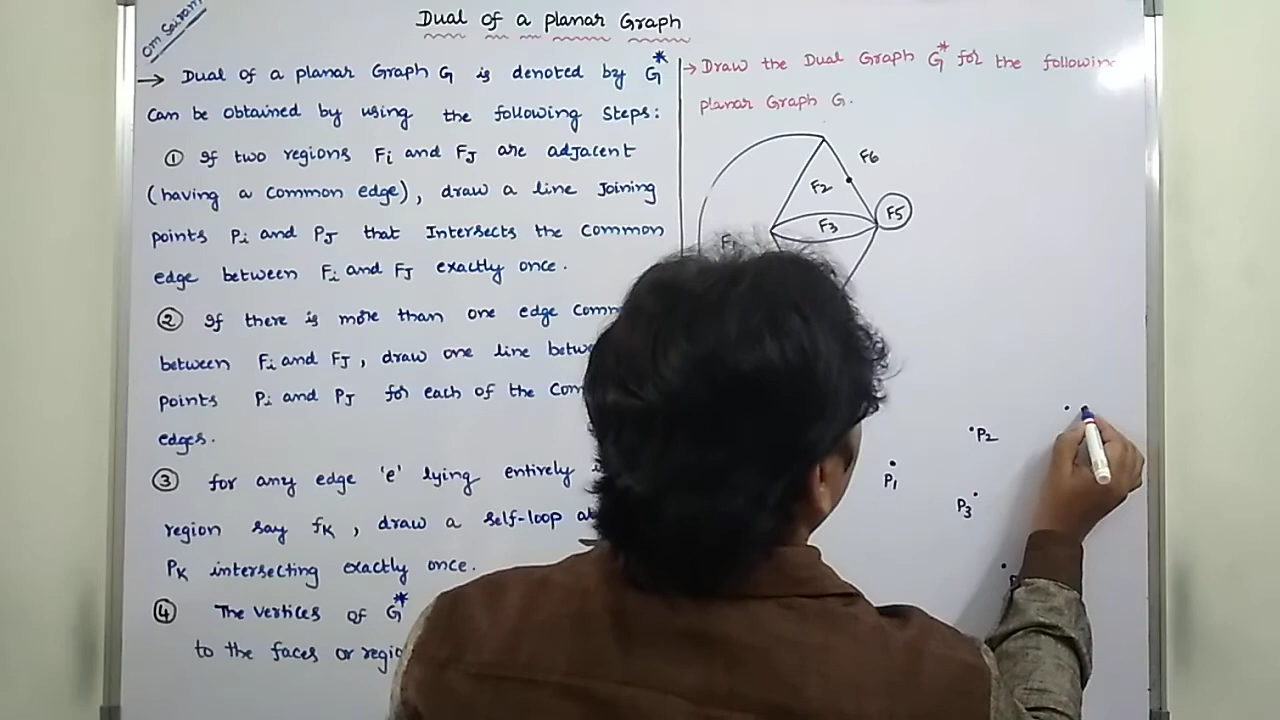 Om Sairam
Dual of a planar Graph
→ Dual of a planar Graph G is denoted by G*
can be obtained by using the following steps:
① If two regions Fi and FJ are adjacent
(having a common edge), draw a line Joining
points Pi and PJ that Intersects the common
edge between Fi and FJ exactly once.
② If there is more than one edge
between Fi and FJ, draw one line
points Pi and PJ for each of the
edges.
③ for any edge 'e' lying entirely
region say fK, draw a self-loop
PK intersecting exactly once.
④ The vertices of G*
to the faces or
→ Draw the Dual Graph G* for the following
planar Graph G.
F6
F2
F5
F3
P2
P1
P3